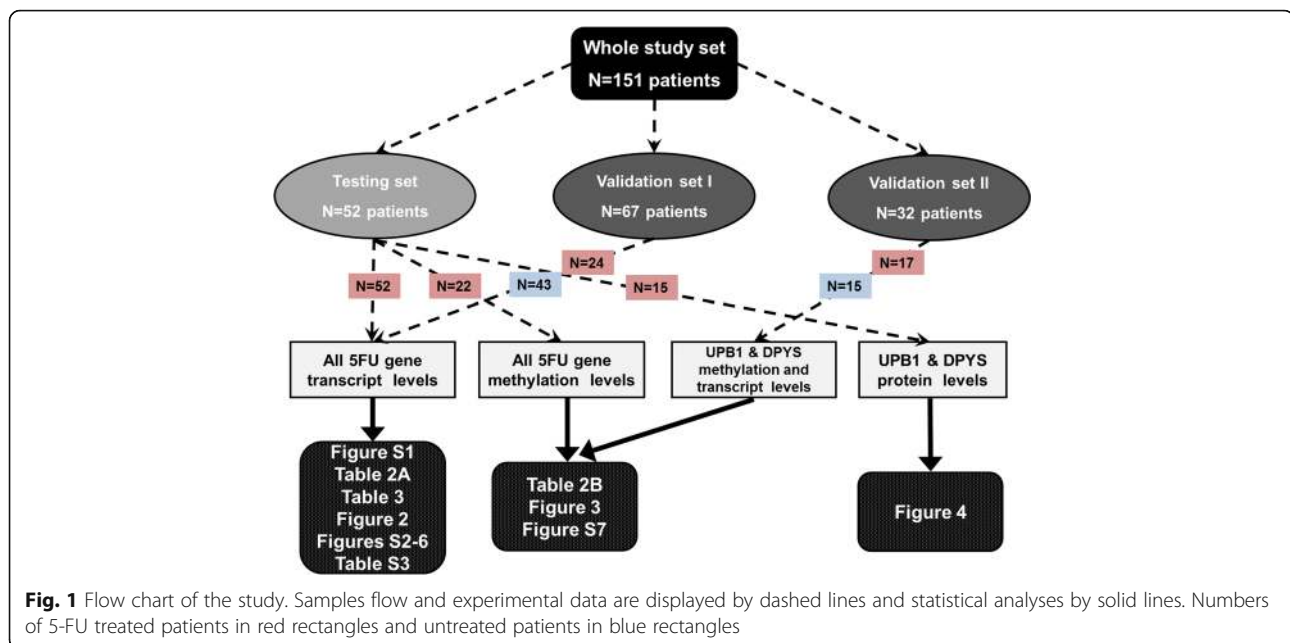 Whole study set
N=151 patients
Testing set
N=52 patients
Validation set I
N=67 patients
Validation set II
N=32 patients
N=24
N=17
N=52
N=22
N=43
N=15
N=15
All 5FU gene
transcript levels
All 5FU gene
methylation levels
UPB1 & DPYS
methylation and
transcript levels
UPB1 & DPYS
protein levels
Figure S1
Table 2A
Table 3
Figure 2
Figures S2-6
Table S3
Table 2B
Figure 3
Figure S7
Figure 4
Fig. 1 Flow chart of the study. Samples flow and experimental data are displayed by dashed lines and statistical analyses by solid lines. Numbers
of 5-FU treated patients in red rectangles and untreated patients in blue rectangles